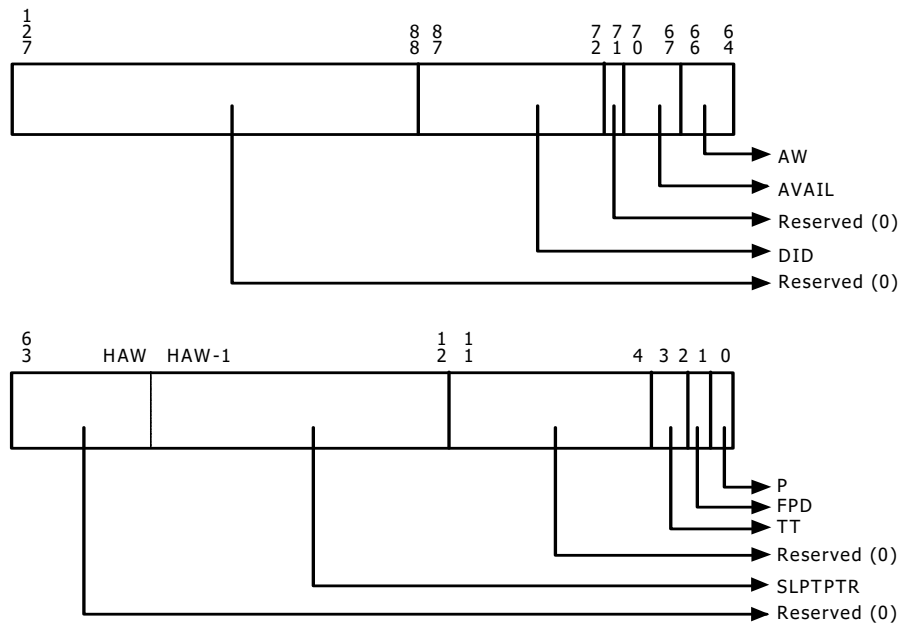 127 88 87 72 71 70 67 66 64
AW
AVAIL
Reserved (0)
DID
Reserved (0)
63 HAW HAW-1 12 11 4 3 2 1 0
P
FPD
TT
Reserved (0)
SLPTPTR
Reserved (0)